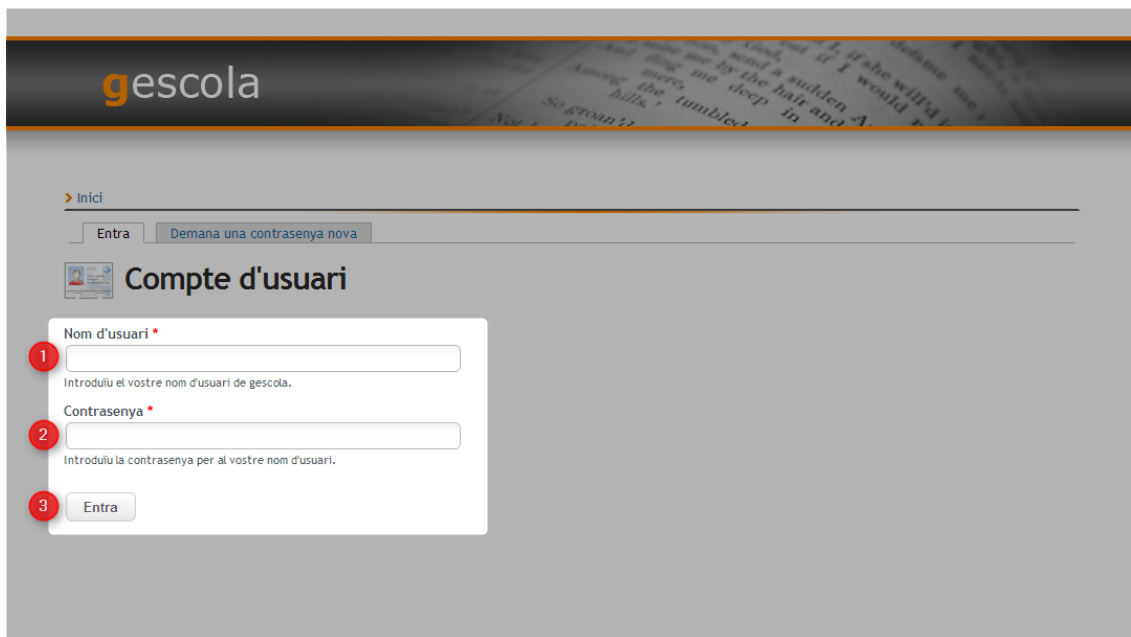 gescola
Inici
Entra
Demana una contrasenya nova
Compte d'usuari
Nom d'usuari *
1
Introduïu el vostre nom d'usuari de gescola.
Contrasenya *
2
Introduïu la contrasenya per al vostre nom d'usuari.
3
Entra